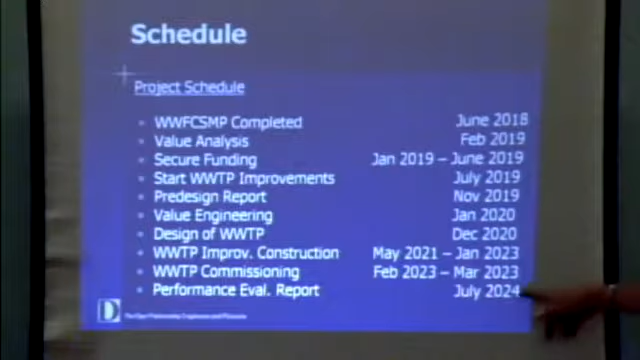 Schedule
Project Schedule
WWFCSMP Completed June 2018
Value Analysis Feb 2019
Secure Funding Jan 2019 – June 2019
Start WWTP Improvements July 2019
Predesign Report Nov 2019
Value Engineering Jan 2020
Design of WWTP Dec 2020
WWTP Improv. Construction May 2021 – Jan 2023
WWTP Commissioning Feb 2023 – Mar 2023
Performance Eval. Report July 2024
D